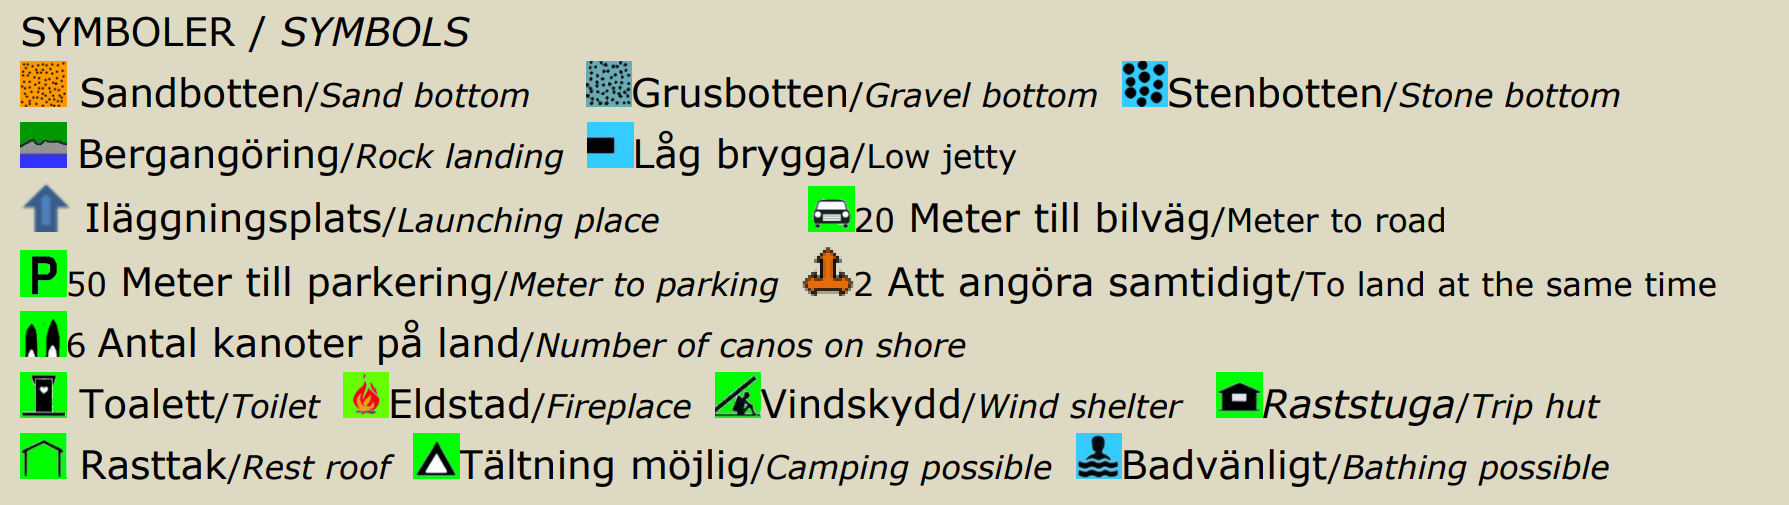 SYMBOLER / SYMBOLS
Sandbotten/Sand bottom Grusbotten/Gravel bottom Stenbotten/Stone bottom
Bergangöring/Rock landing Låg brygga/Low jetty
Iläggningsplats/Launching place 20 Meter till bilväg/Meter to road
P 50 Meter till parkering/Meter to parking 2 Att angöra samtidigt/To land at the same time
6 Antal kanoter på land/Number of canos on shore
Toalett/Toilet Eldstad/Fireplace Vindskydd/Wind shelter Raststuga/Trip hut
Rasttak/Rest roof Tältning möjlig/Camping possible Badvänligt/Bathing possible